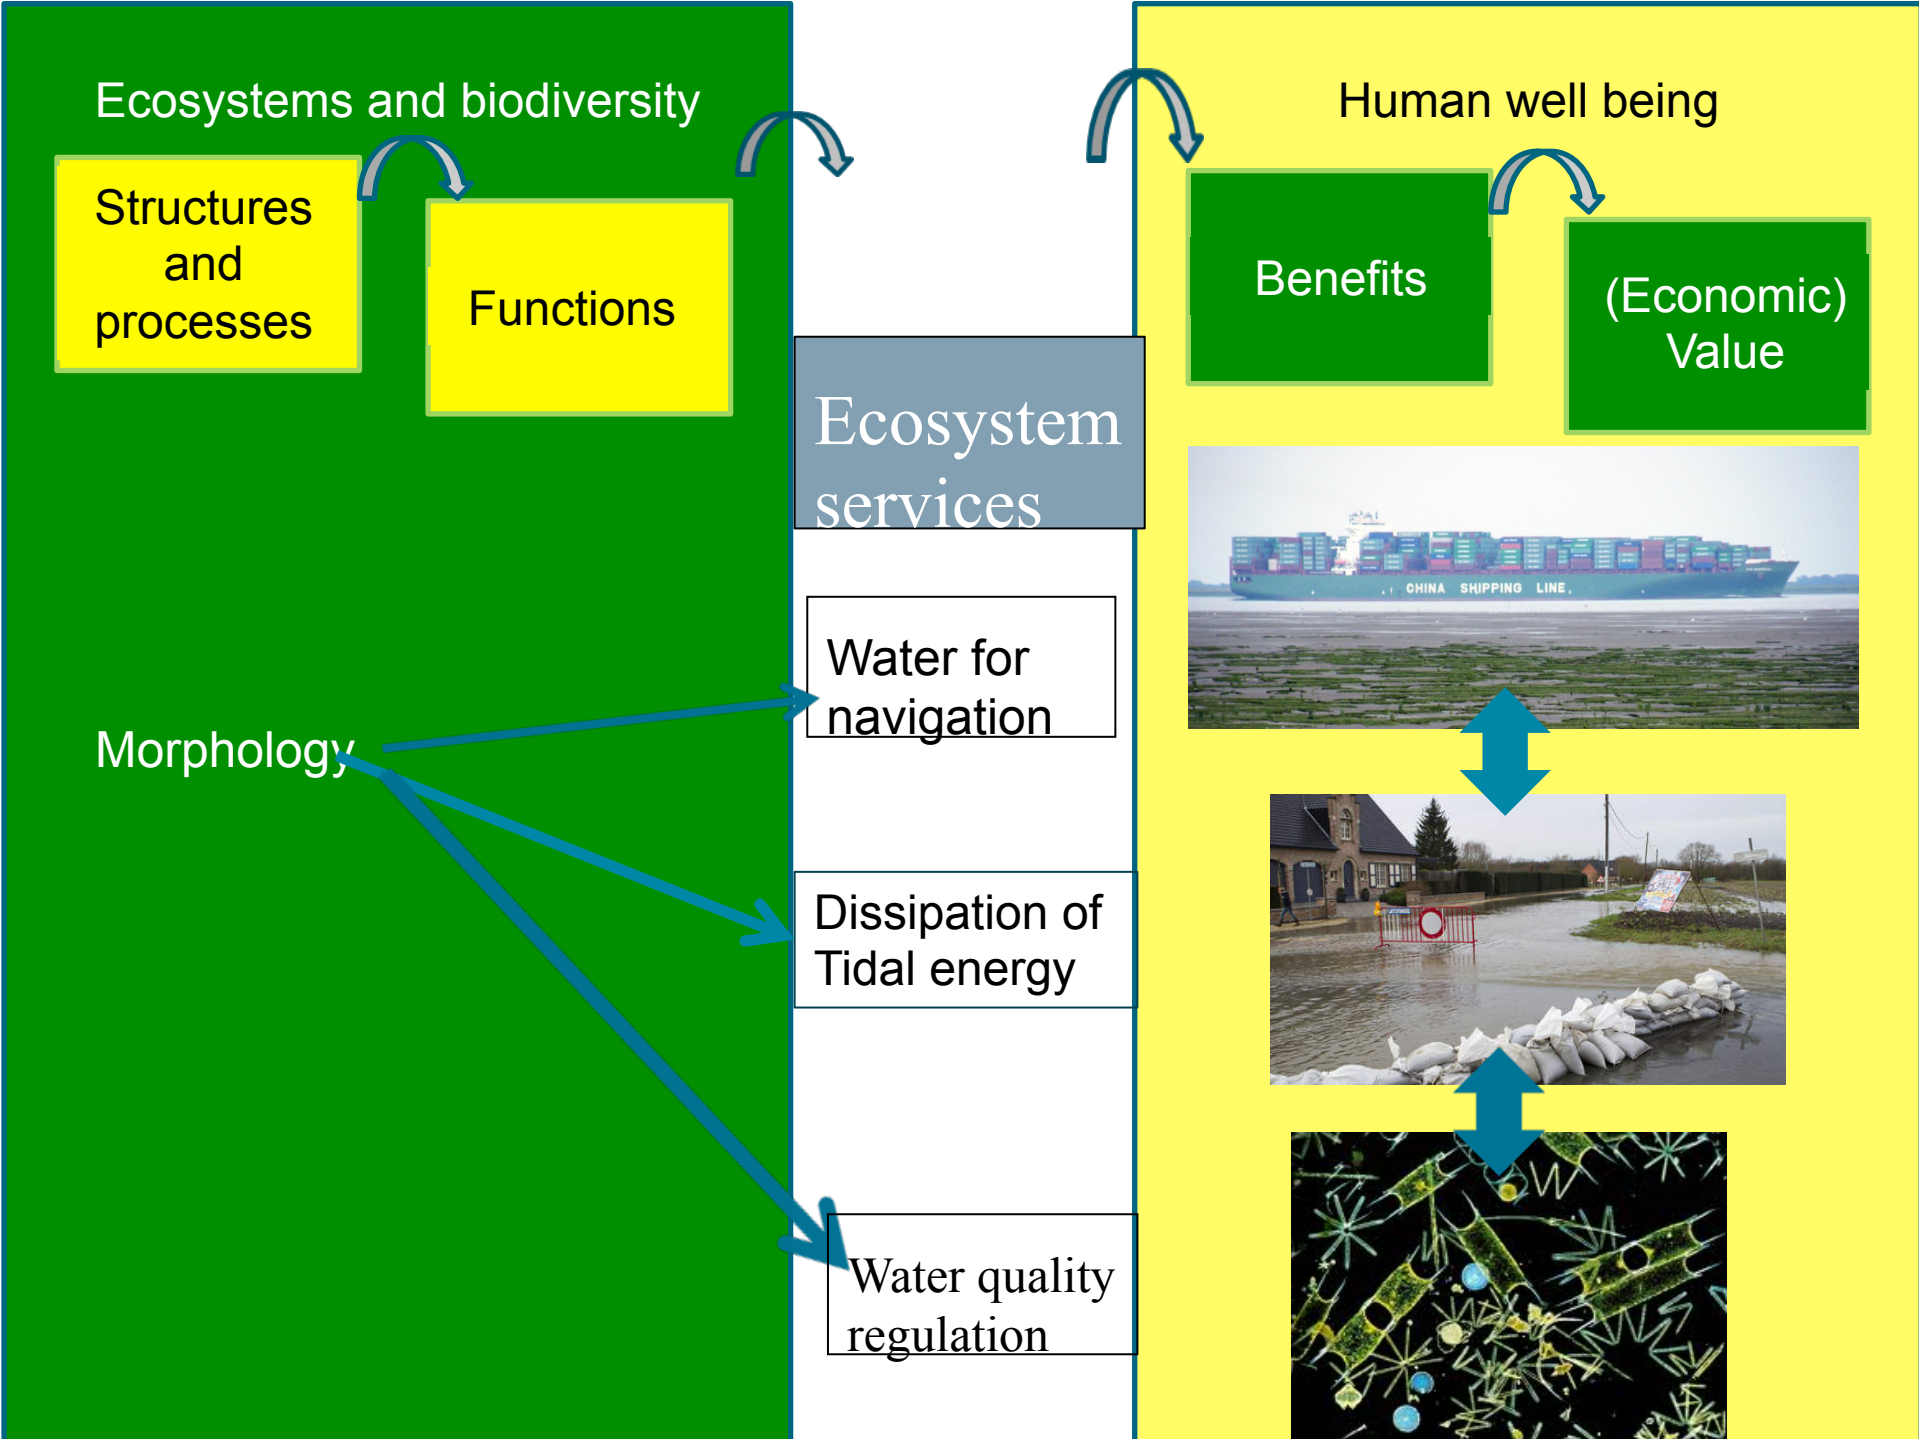 Ecosystems and biodiversity
Structures
and
processes
Functions
Ecosystem
services
Human well being
Benefits
(Economic)
Value
CHINA SHIPPING LINE
Morphology
Water for
navigation
Dissipation of
Tidal energy
Water quality
regulation